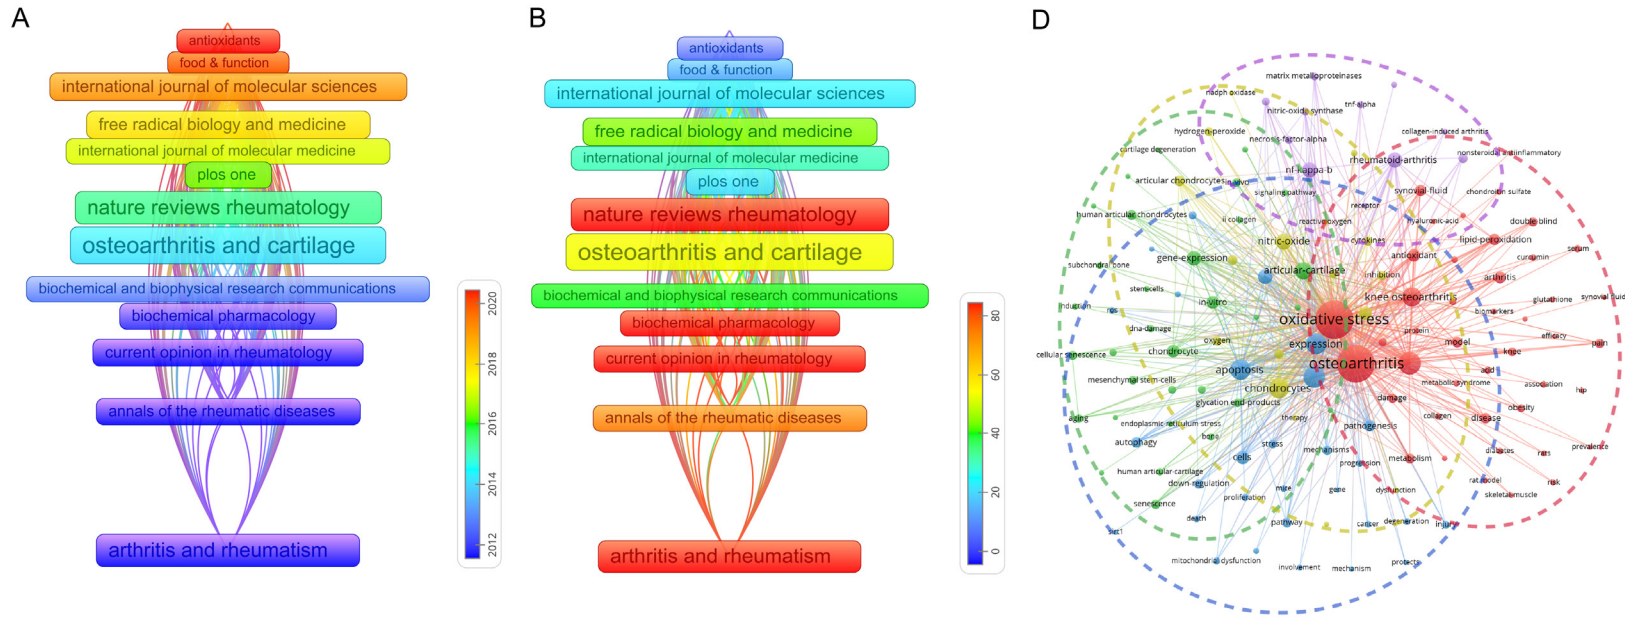 A
antioxidants
food & function
international journal of molecular sciences
free radical biology and medicine
international journal of molecular medicine
plos one
nature reviews rheumatology
osteoarthritis and cartilage
biochemical and biophysical research communications
biochemical pharmacology
current opinion in rheumatology
annals of the rheumatic diseases
arthritis and rheumatism
2020
2018
2016
2014
2012
B
antioxidants
food & function
international journal of molecular sciences
free radical biology and medicine
international journal of molecular medicine
plos one
nature reviews rheumatology
osteoarthritis and cartilage
biochemical and biophysical research communications
biochemical pharmacology
current opinion in rheumatology
annals of the rheumatic diseases
arthritis and rheumatism
80
60
40
20
0
D
matrix metalloproteinases
nadph oxidase
tnf-alpha
nitric-oxide synthase
hydrogen-peroxide
collagen-induced arthritis
necrosis-factor-alpha
cartilage degeneration
nonsteroidal antiinflammatory
rheumatoid-arthritis
nf-kappa-b
articular chondrocytes
in-vivo
signaling pathway
synovial-fluid
chondroitin sulfate
receptor
human articular chondrocytes
ii collagen
reactive oxygen
hyaluronic-acid
double-blind
nitric-oxide
cytokines
lipid-peroxidation
serum
gene-expression
antioxidant
curcumin
subchondral bone
articular-cartilage
inhibition
arthritis
stem-cells
knee osteoarthritis
glutathione
synovial fluid
induction
ros
in-vitro
biomarkers
oxidative stress
dna-damage
protein
efficacy
oxygen
expression
model
pain
cellular senescence
chondrocyte
knee
osteoarthritis
apoptosis
acid
mesenchymal stem-cells
metabolic syndrome
association
hip
chondrocytes
glycation end-products
damage
obesity
aging
therapy
collagen
disease
endoplasmic reticulum stress
pathogenesis
bone
autophagy
stress
mechanisms
prevalence
cells
diabetes
rats
metabolism
progression
human articular-cartilage
down-regulation
rat model
risk
mice
gene
dysfunction
skeletal-muscle
proliferation
senescence
death
pathway
cancer
degeneration
injury
sirt1
mitochondrial dysfunction
involvement
mechanism
protects